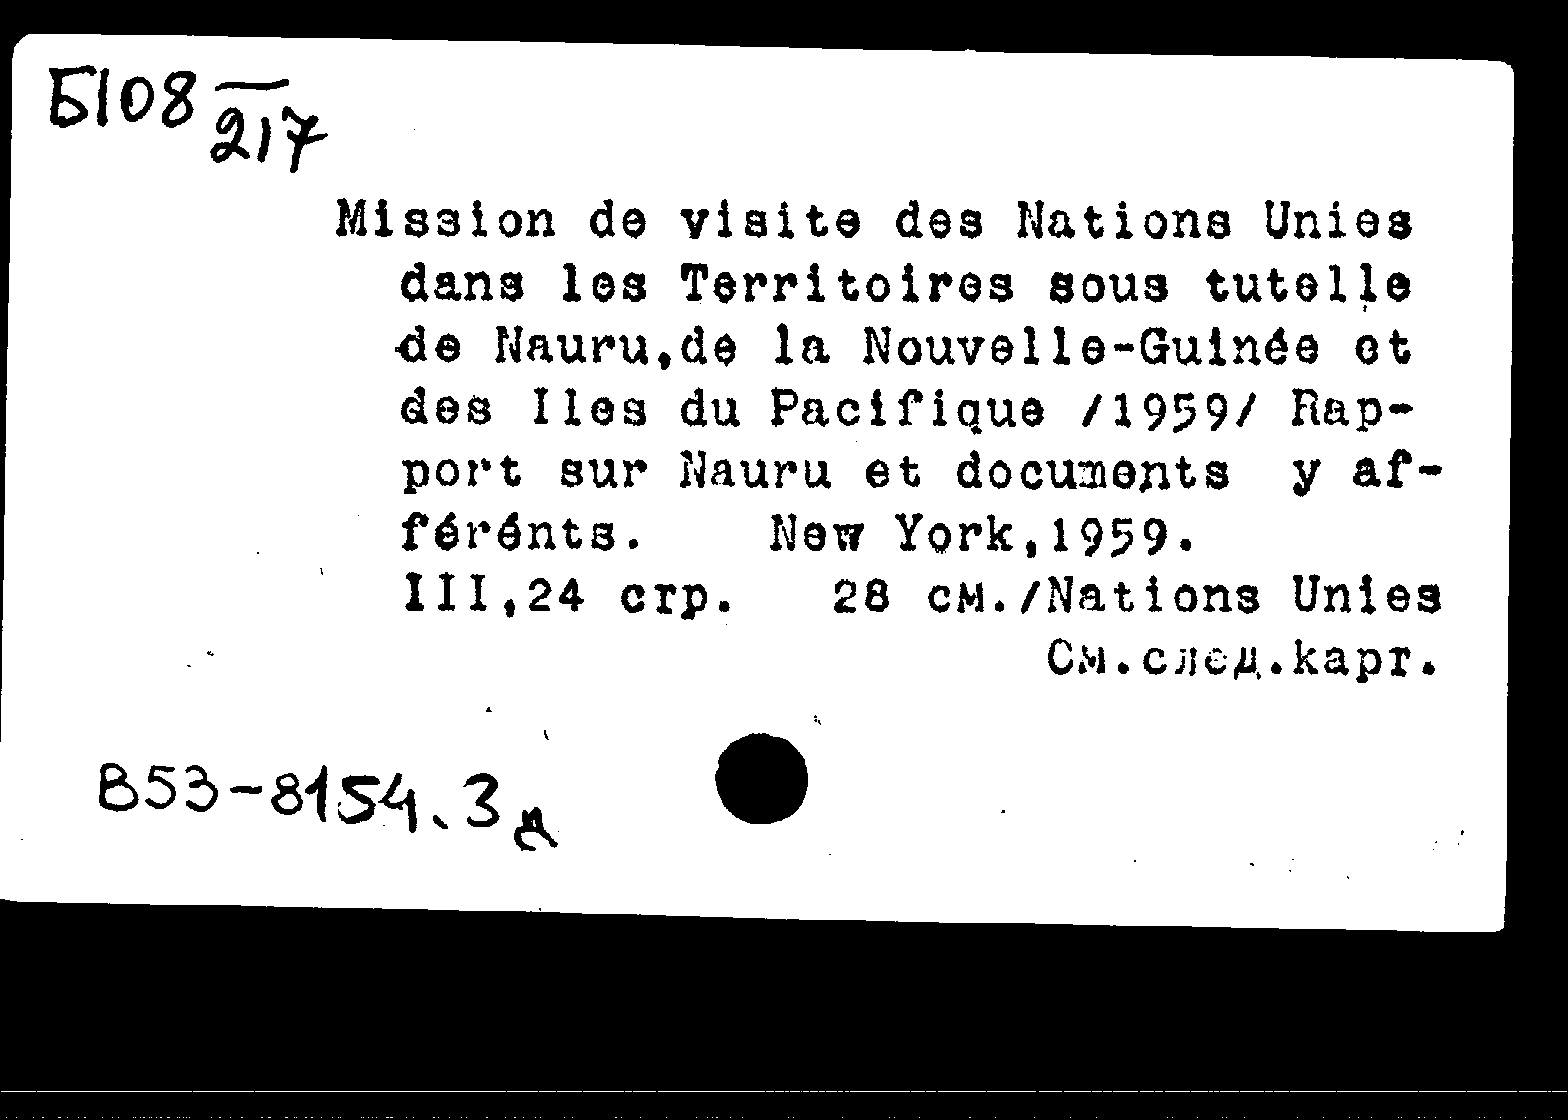 Б108
217
Mission de visite des Nations Unies
dans les Territoires sous tutelle
de Nauru,de la Nouvelle-Guinée et
des Iles du Pacifique /1959/ Rap-
port sur Nauru et documents y af-
férénts. New York,1959.
III,24 стр. 28 см./Nations Unies
См.след.карт.
В53-8154.3д